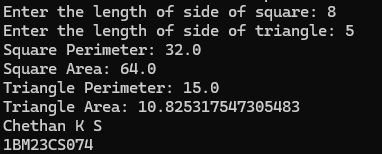 Enter the length of side of square: 8
Enter the length of side of triangle: 5
Square Perimeter: 32.0
Square Area: 64.0
Triangle Perimeter: 15.0
Triangle Area: 10.825317547305483
Chethan K S
1BM23CS074